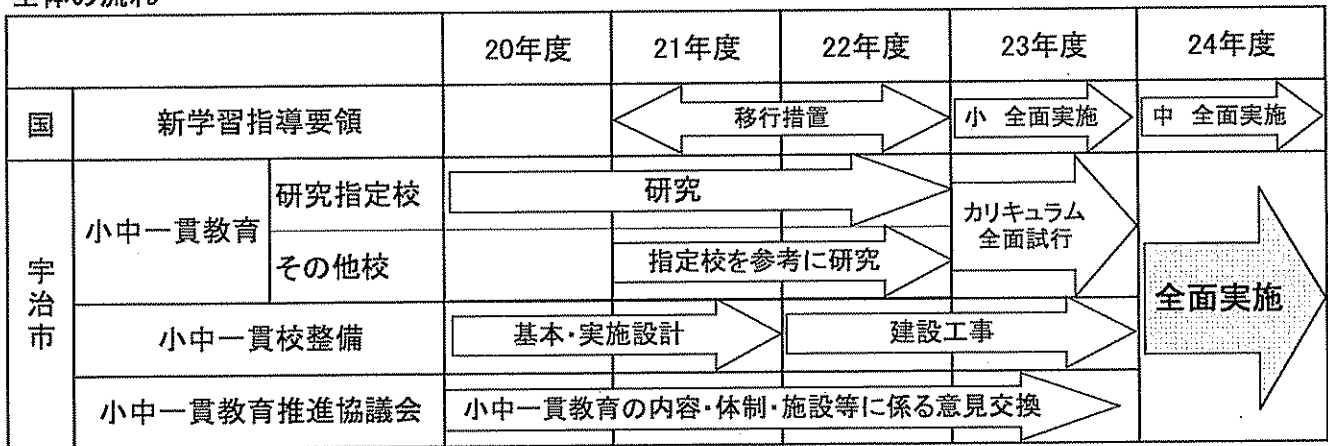 全体の流れ
20年度 21年度 22年度 23年度 24年度
国 新学習指導要領 移行措置 小 全面実施 中 全面実施
宇治市
小中一貫教育
研究指定校 研究
その他校 指定校を参考に研究
カリキュラム
全面試行
小中一貫校整備 基本・実施設計 建設工事
小中一貫教育推進協議会 小中一貫教育の内容・体制・施設等に係る意見交換
全面実施